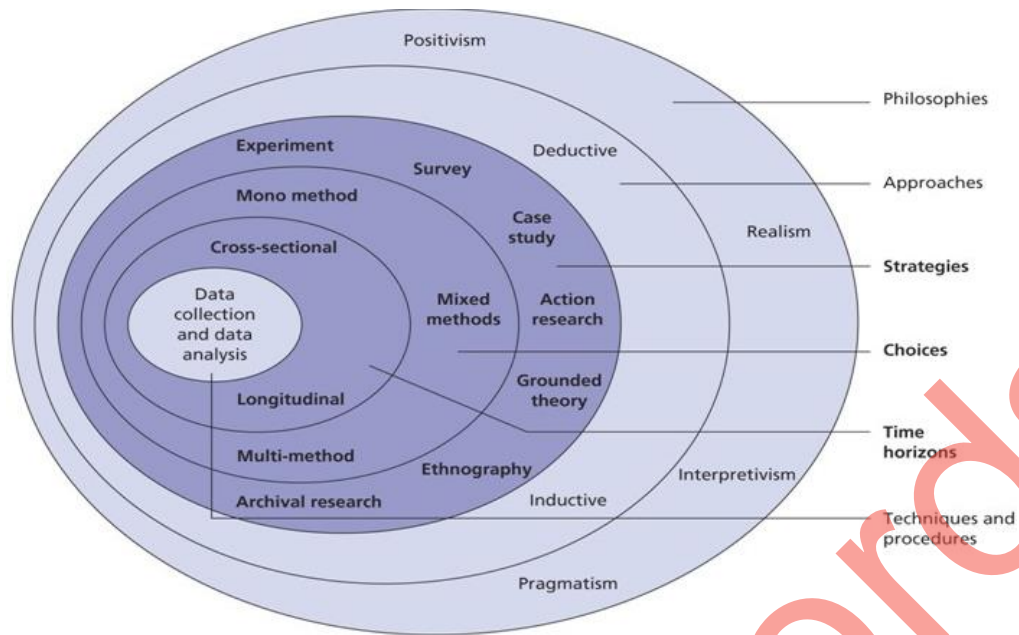 Positivism
Philosophies
Experiment
Deductive
Survey
Approaches
Mono method
Case
study
Realism
Cross-sectional
Strategies
Data
collection
and data
analysis
Mixed
methods
Action
research
Choices
Grounded
theory
Longitudinal
Time
horizons
Multi-method
Ethnography
Interpretivism
Archival research
Inductive
Techniques and
procedures
Pragmatism